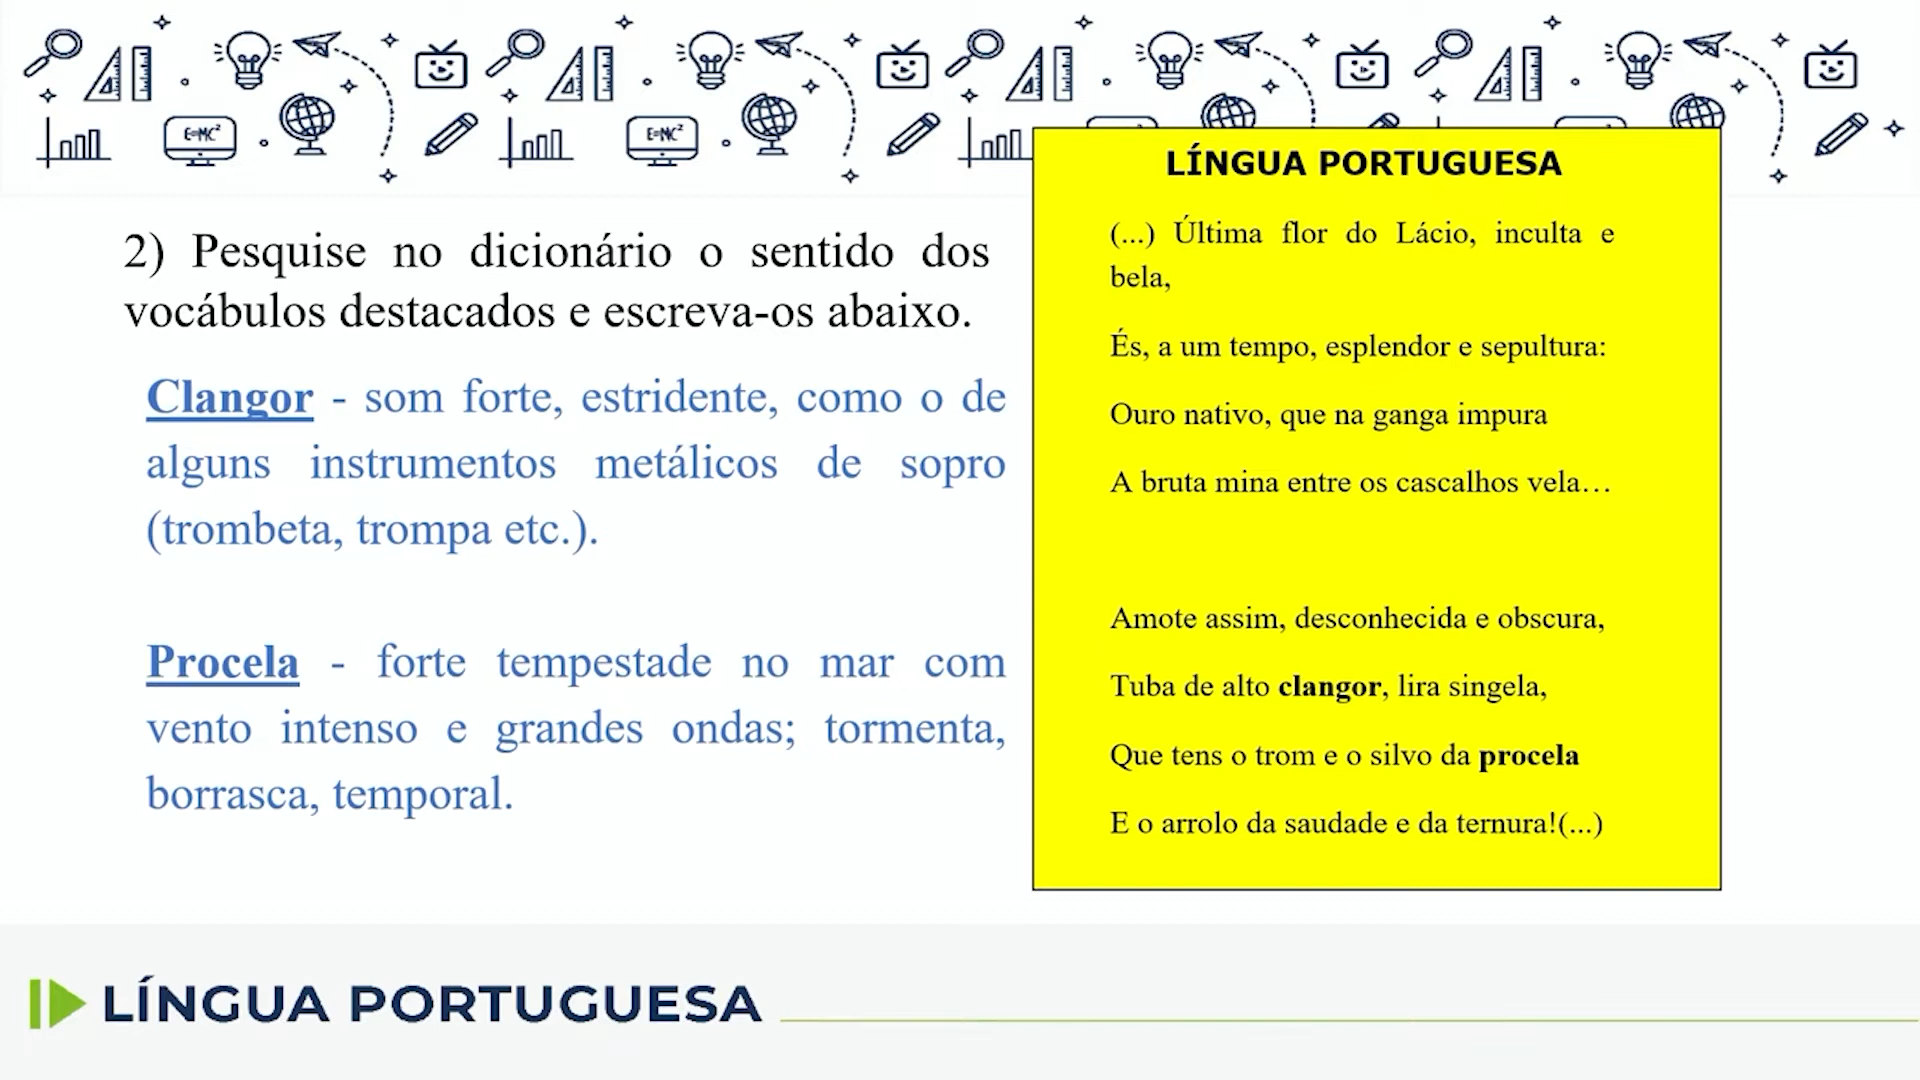 E=MC²
E=MC²
2) Pesquise no dicionário o sentido dos
vocábulos destacados e escreva-os abaixo.
Clangor - som forte, estridente, como o de
alguns instrumentos metálicos de sopro
(trombeta, trompa etc.).
Procela - forte tempestade no mar com
vento intenso e grandes ondas; tormenta,
borrasca, temporal.
LÍNGUA PORTUGUESA
(...) Última flor do Lácio, inculta e
bela,
És, a um tempo, esplendor e sepultura:
Ouro nativo, que na ganga impura
A bruta mina entre os cascalhos vela…
Amote assim, desconhecida e obscura,
Tuba de alto clangor, lira singela,
Que tens o trom e o silvo da procela
E o arrolo da saudade e da ternura!(...)
LÍNGUA PORTUGUESA